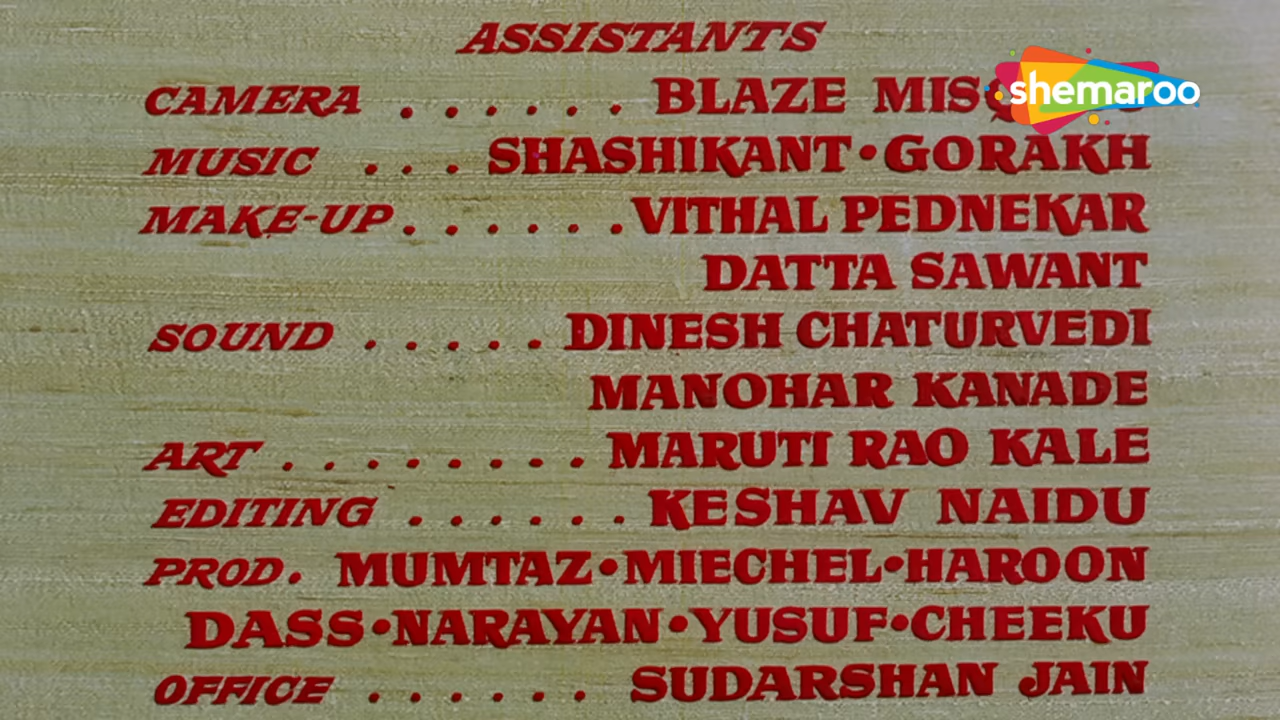 ASSISTANTS
shemaroo
CAMERA . . . . . . BLAZE
MUSIC . . . SHASHIKANT•GORAKH
MAKE-UP . . . . . . VITHAL PEDNEKAR
DATTA SAWANT
SOUND . . . . . DINESH CHATURVEDI
MANOHAR KANADE
ART . . . . . . . . MARUTI RAO KALE
EDITING . . . . . . KESHAV NAIDU
PROD. MUMTAZ•MIECHEL•HAROON
DASS•NARAYAN•YUSUF•CHEEKU
OFFICE . . . . . . SUDARSHAN JAIN